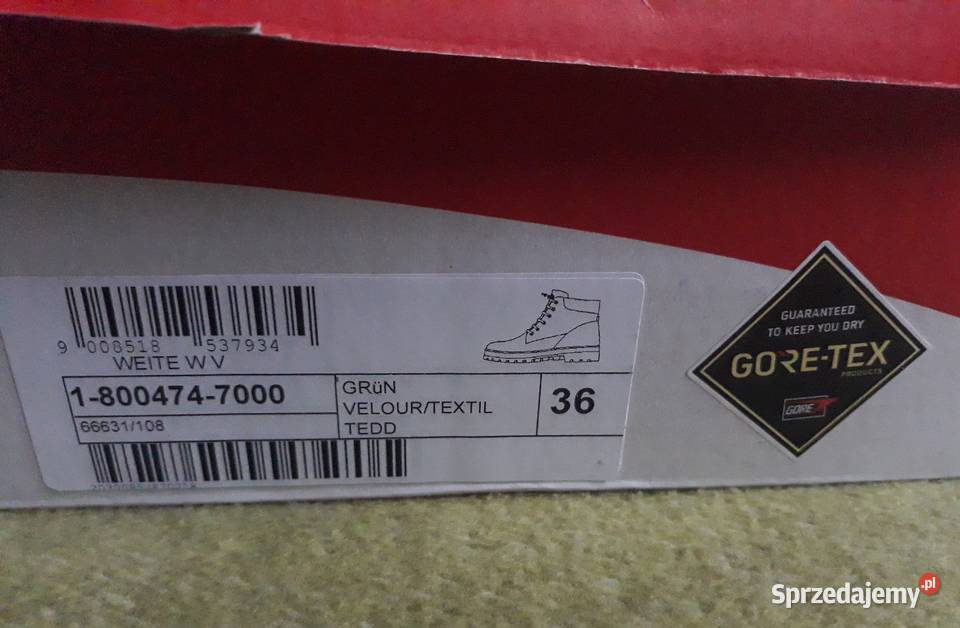 9 008518 537934
WEITE W V
1-800474-7000
66631/108
GRüN
VELOUR/TEXTIL
TEDD
36
GUARANTEED
TO KEEP YOU DRY
GORE-TEX
PRODUCTS
GORE
Sprzedajemy.pl